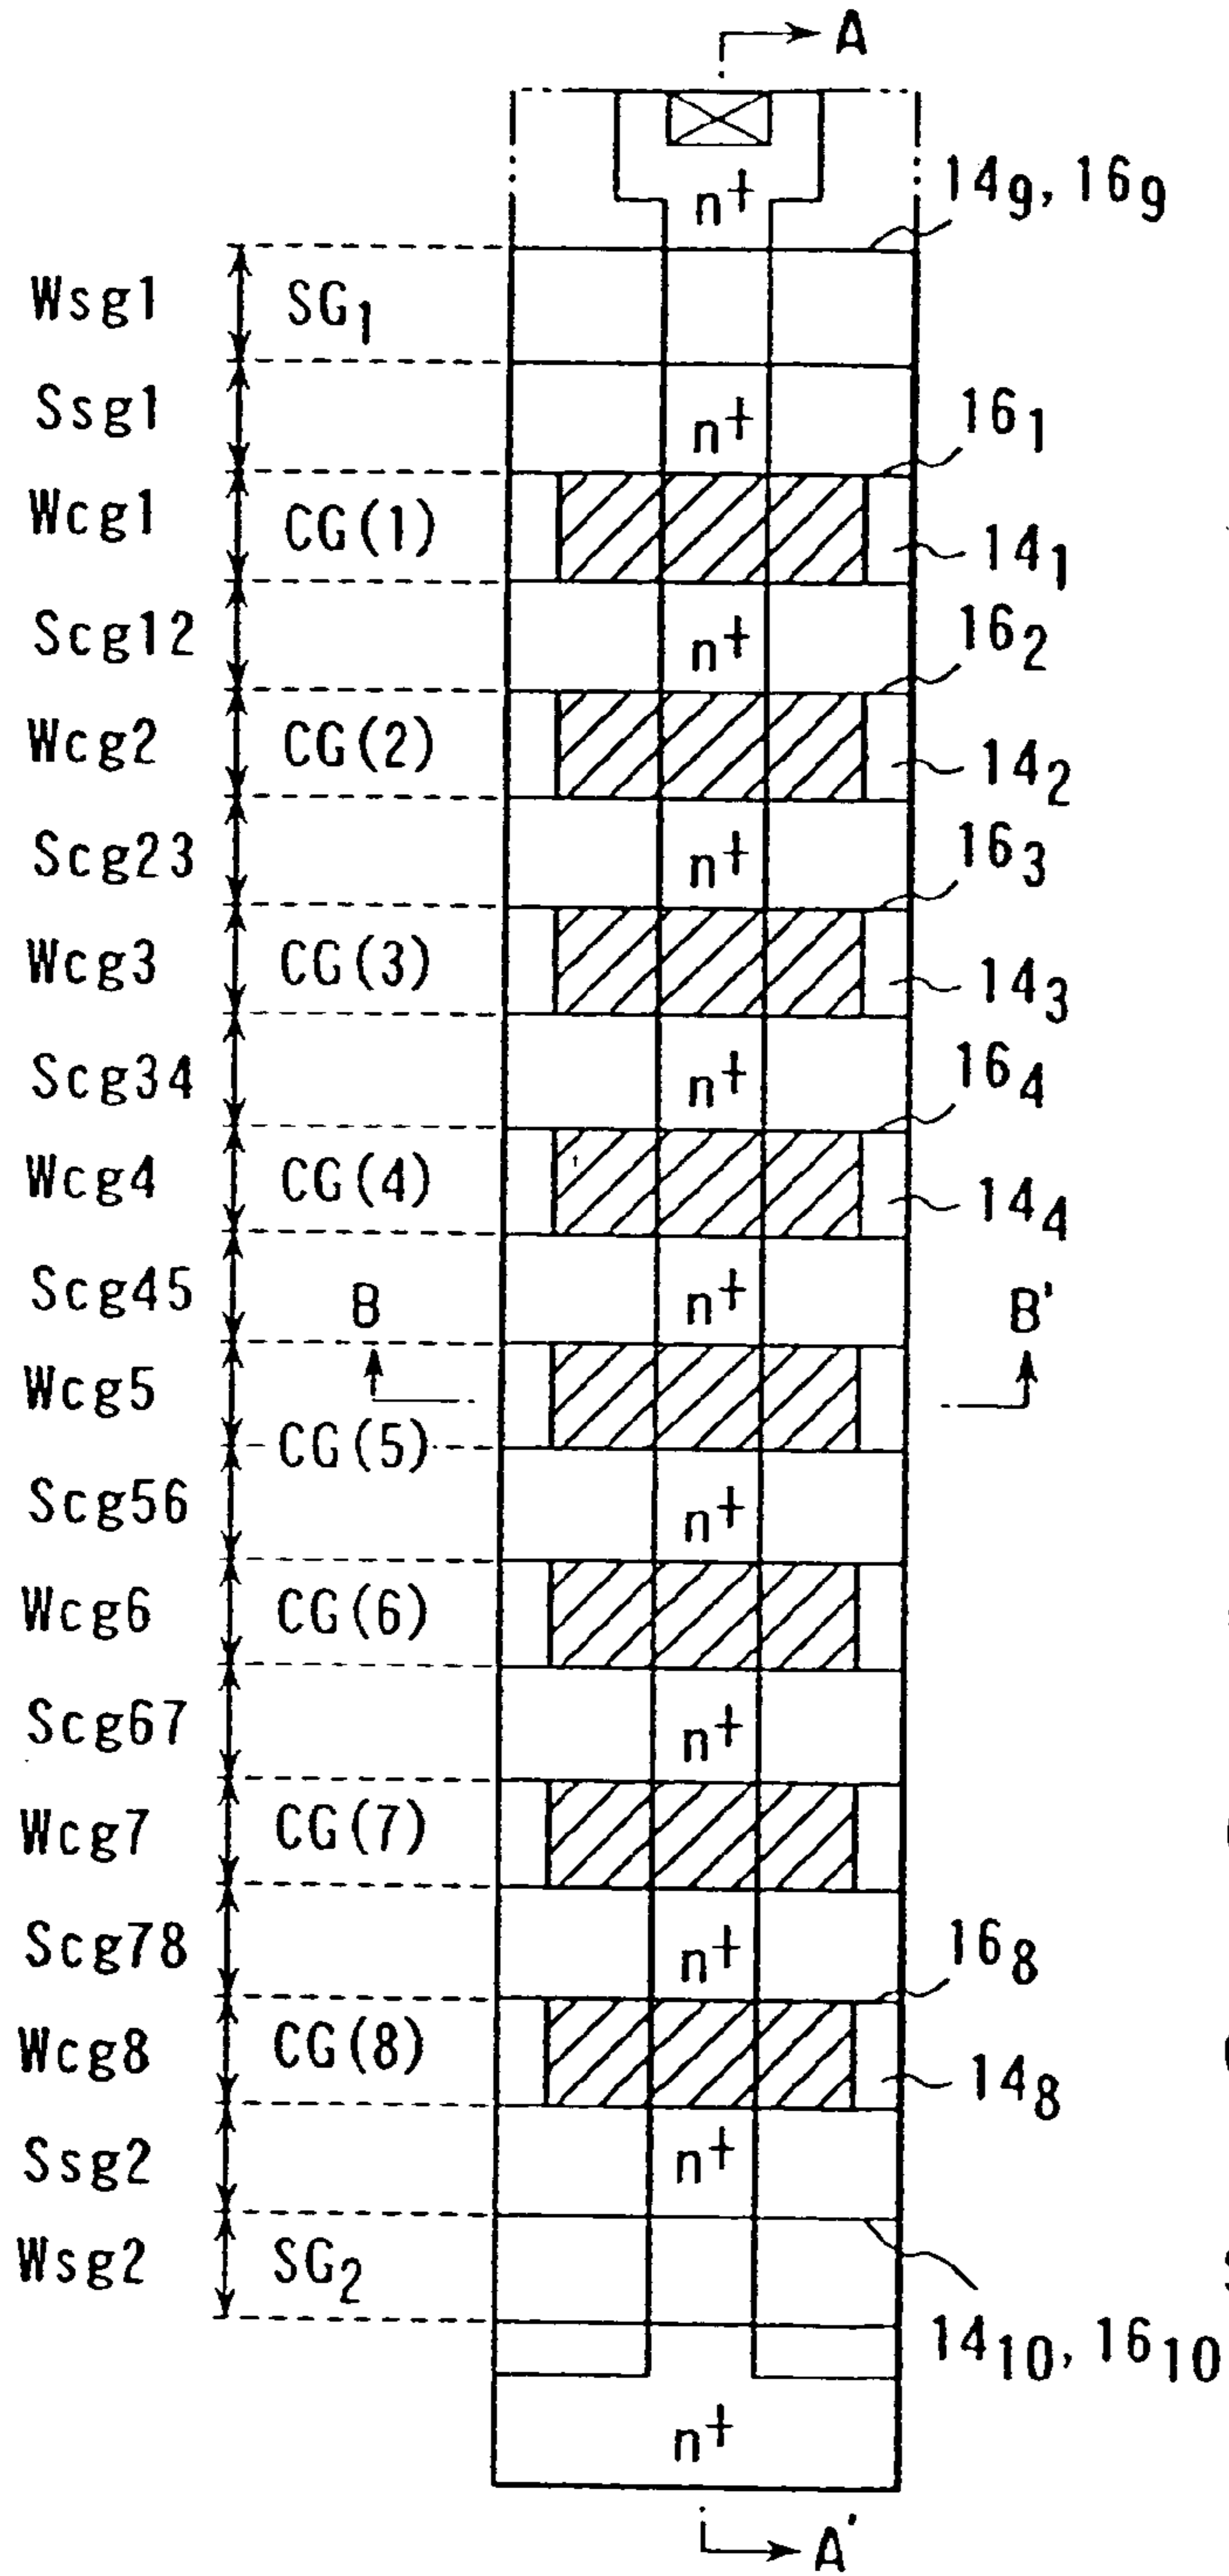 A
n+
14₉, 16₉
Wsg1 SG₁
Ssg1 n+ 16₁
Wcg1 CG(1) 14₁
Scg12 n+ 16₂
Wcg2 CG(2) 14₂
Scg23 n+ 16₃
Wcg3 CG(3) 14₃
Scg34 n+ 16₄
Wcg4 CG(4) 14₄
Scg45 B n+ B'
Wcg5
CG(5)
Scg56 n+
Wcg6 CG(6)
Scg67 n+
Wcg7 CG(7)
Scg78 n+ 16₈
Wcg8 CG(8) 14₈
Ssg2 n+
Wsg2 SG₂
14₁₀, 16₁₀
n+
A'